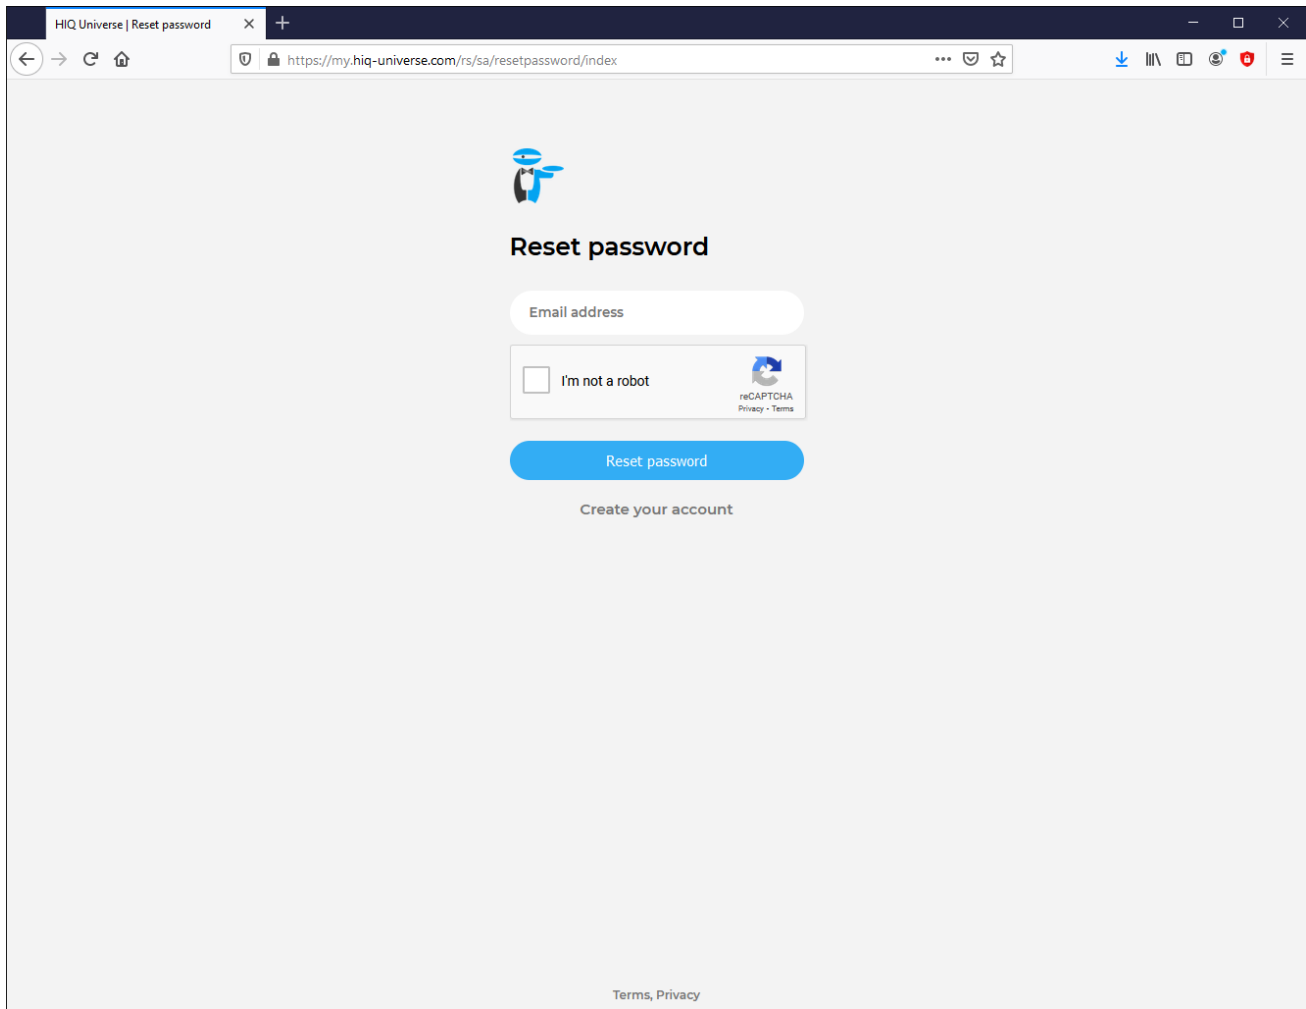 HIQ Universe | Reset password
https://my.hiq-universe.com/rs/sa/resetpassword/index
Reset password
Email address
I'm not a robot
reCAPTCHA
Privacy - Terms
Reset password
Create your account
Terms, Privacy